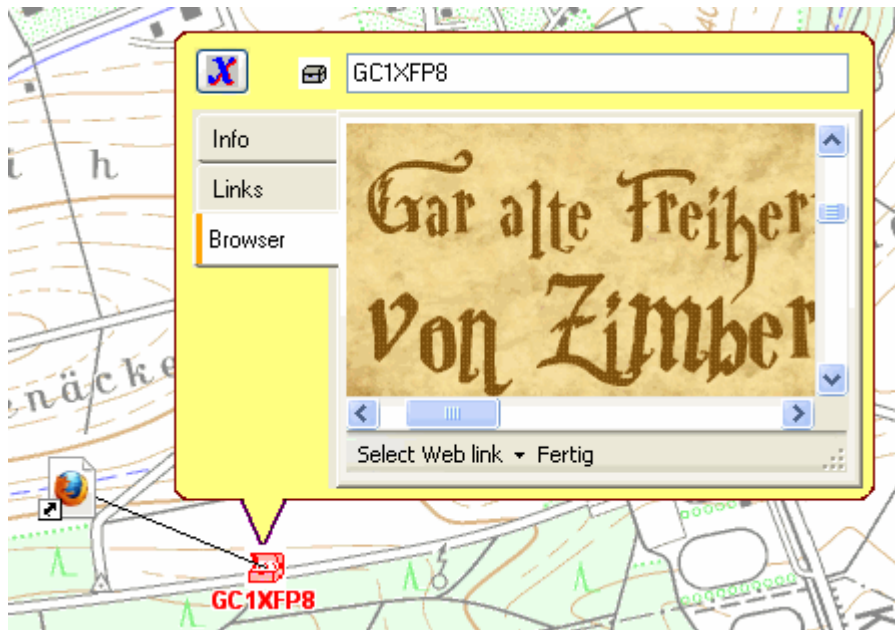 GC1XFP8
Info
Links
Browser
Gar alte Freiher
von Zimber
Select Web link Fertig
h
näcke
GC1XFP8